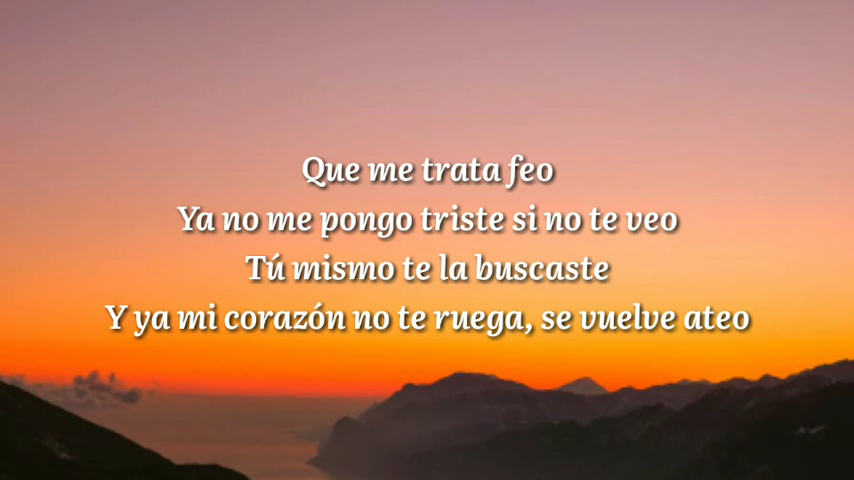 Que me trata feo
Ya no me pongo triste si no te veo
Tú mismo te la buscaste
Y ya mi corazón no te ruega, se vuelve ateo